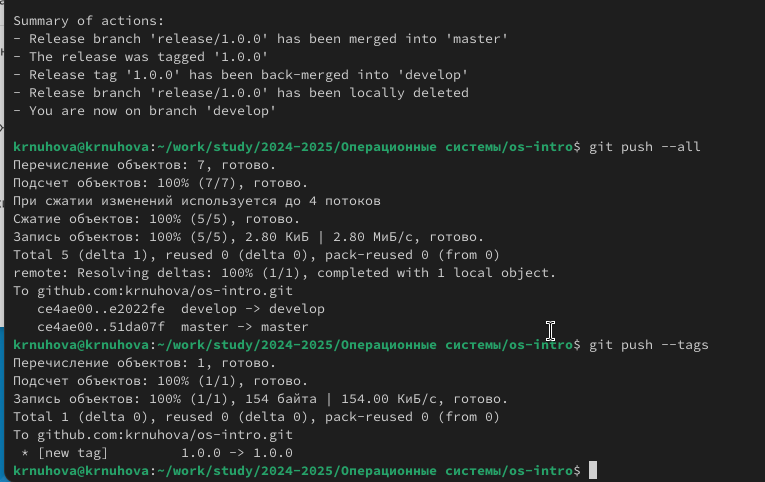 Summary of actions:
- Release branch 'release/1.0.0' has been merged into 'master'
- The release was tagged '1.0.0'
- Release tag '1.0.0' has been back-merged into 'develop'
- Release branch 'release/1.0.0' has been locally deleted
- You are now on branch 'develop'
krnuhova@krnuhova:~/work/study/2024-2025/Операционные системы/os-intro$ git push --all
Перечисление объектов: 7, готово.
Подсчет объектов: 100% (7/7), готово.
При сжатии изменений используется до 4 потоков
Сжатие объектов: 100% (5/5), готово.
Запись объектов: 100% (5/5), 2.80 КиБ | 2.80 МиБ/с, готово.
Total 5 (delta 1), reused 0 (delta 0), pack-reused 0 (from 0)
remote: Resolving deltas: 100% (1/1), completed with 1 local object.
To github.com:krnuhova/os-intro.git
   ce4ae00..e2022fe  develop -> develop
   ce4ae00..51da07f  master -> master
krnuhova@krnuhova:~/work/study/2024-2025/Операционные системы/os-intro$ git push --tags
Перечисление объектов: 1, готово.
Подсчет объектов: 100% (1/1), готово.
Запись объектов: 100% (1/1), 154 байта | 154.00 КиБ/с, готово.
Total 1 (delta 0), reused 0 (delta 0), pack-reused 0 (from 0)
To github.com:krnuhova/os-intro.git
 * [new tag]         1.0.0 -> 1.0.0
krnuhova@krnuhova:~/work/study/2024-2025/Операционные системы/os-intro$